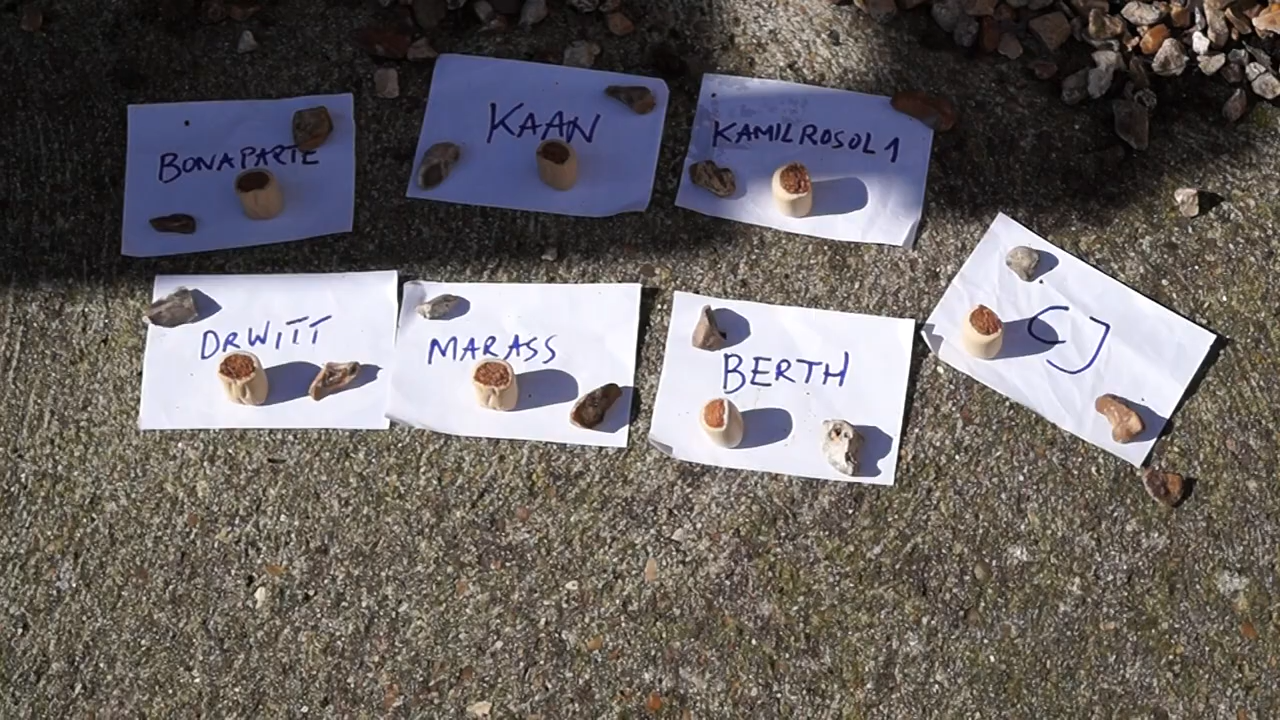 BONAPARTE
KAAN
KAMILROSOL1
DRWITT
MARASS
BERTH
CJ